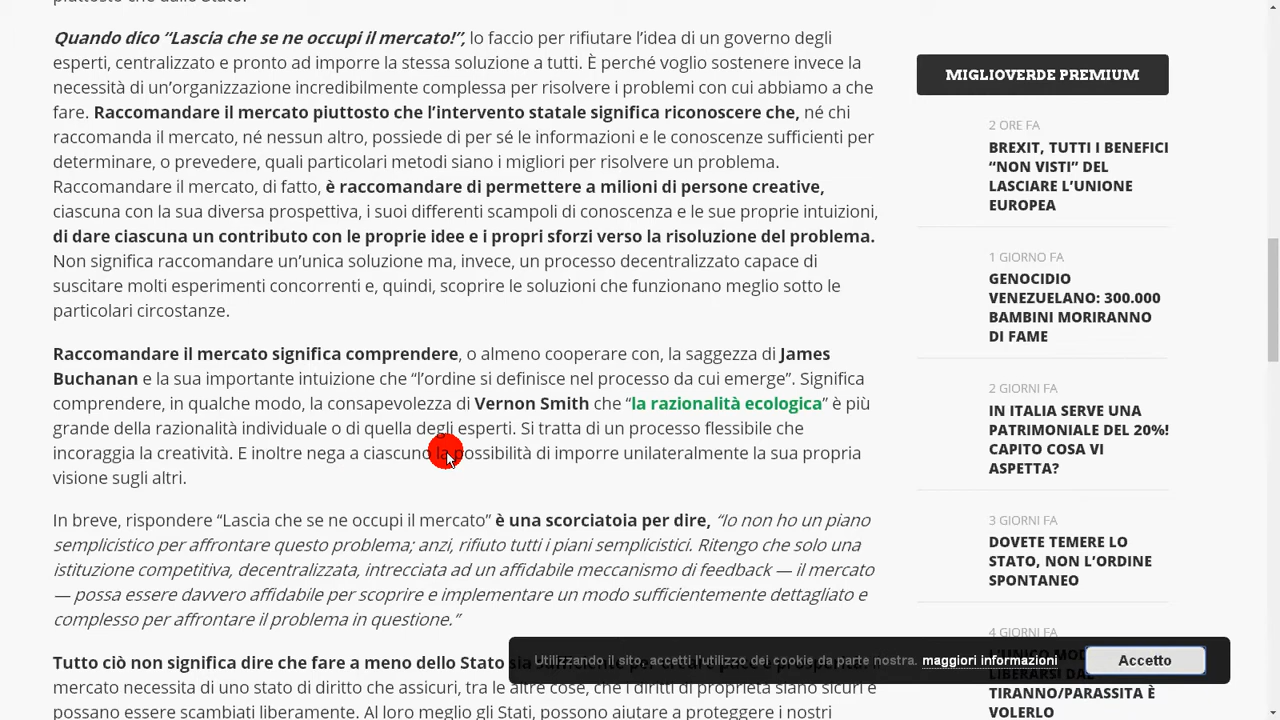 Quando dico “Lascia che se ne occupi il mercato!”, lo faccio per rifiutare l’idea di un governo degli
esperti, centralizzato e pronto ad imporre la stessa soluzione a tutti. È perché voglio sostenere invece la
necessità di un’organizzazione incredibilmente complessa per risolvere i problemi con cui abbiamo a che
fare. Raccomandare il mercato piuttosto che l’intervento statale significa riconoscere che, né chi
raccomanda il mercato, né nessun altro, possiede di per sé le informazioni e le conoscenze sufficienti per
determinare, o prevedere, quali particolari metodi siano i migliori per risolvere un problema.
Raccomandare il mercato, di fatto, è raccomandare di permettere a milioni di persone creative,
ciascuna con la sua diversa prospettiva, i suoi differenti scampoli di conoscenza e le sue proprie intuizioni,
di dare ciascuna un contributo con le proprie idee e i propri sforzi verso la risoluzione del problema.
Non significa raccomandare un’unica soluzione ma, invece, un processo decentralizzato capace di
suscitare molti esperimenti concorrenti e, quindi, scoprire le soluzioni che funzionano meglio sotto le
particolari circostanze.
Raccomandare il mercato significa comprendere, o almeno cooperare con, la saggezza di James
Buchanan e la sua importante intuizione che “l’ordine si definisce nel processo da cui emerge”. Significa
comprendere, in qualche modo, la consapevolezza di Vernon Smith che “la razionalità ecologica” è più
grande della razionalità individuale o di quella degli esperti. Si tratta di un processo flessibile che
incoraggia la creatività. E inoltre nega a ciascuno la possibilità di imporre unilateralmente la sua propria
visione sugli altri.
In breve, rispondere “Lascia che se ne occupi il mercato” è una scorciatoia per dire, “Io non ho un piano
semplicistico per affrontare questo problema; anzi, rifiuto tutti i piani semplicistici. Ritengo che solo una
istituzione competitiva, decentralizzata, intrecciata ad un affidabile meccanismo di feedback — il mercato
— possa essere davvero affidabile per scoprire e implementare un modo sufficientemente dettagliato e
complesso per affrontare il problema in questione.”
Tutto ciò non significa dire che fare a meno dello Stato
mercato necessita di uno stato di diritto che assicuri, tra le altre cose, che i diritti di proprietà siano sicuri e
possano essere scambiati liberamente. Al loro meglio gli Stati, possono aiutare a proteggere i nostri
MIGLIOVERDE PREMIUM
2 ORE FA
BREXIT, TUTTI I BENEFICI
“NON VISTI” DEL
LASCIARE L’UNIONE
EUROPEA
1 GIORNO FA
GENOCIDIO
VENEZUELANO: 300.000
BAMBINI MORIRANNO
DI FAME
2 GIORNI FA
IN ITALIA SERVE UNA
PATRIMONIALE DEL 20%!
CAPITO COSA VI
ASPETTA?
3 GIORNI FA
DOVETE TEMERE LO
STATO, NON L’ORDINE
SPONTANEO
4 GIORNI FA
TIRANNO/PARASSITA È
VOLERLO
Utilizzando il sito, accetti l'utilizzo dei cookie da parte nostra. maggiori informazioni
Accetto